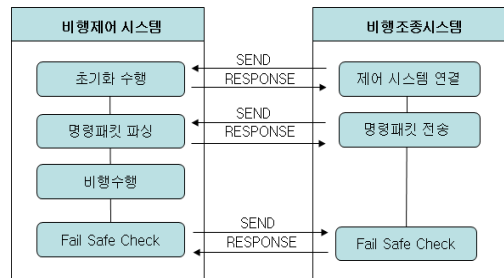 비행제어 시스템
비행조종시스템
SEND
초기화 수행
RESPONSE
제어 시스템 연결
SEND
명령패킷 파싱
RESPONSE
명령패킷 전송
비행수행
SEND
Fail Safe Check
RESPONSE
Fail Safe Check